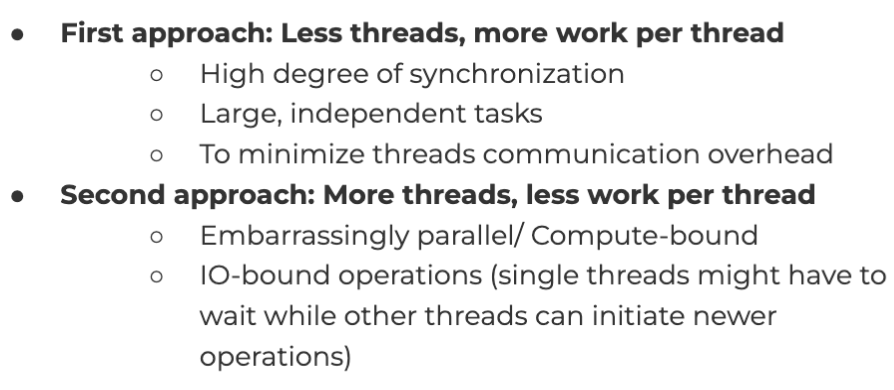 ● First approach: Less threads, more work per thread
○ High degree of synchronization
○ Large, independent tasks
○ To minimize threads communication overhead
● Second approach: More threads, less work per thread
○ Embarrassingly parallel/ Compute-bound
○ IO-bound operations (single threads might have to
wait while other threads can initiate newer
operations)